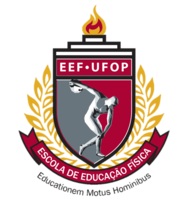 EEF·UFOP
ESCOLA DE EDUCAÇÃO FÍSICA
Educationem Motus Hominibus